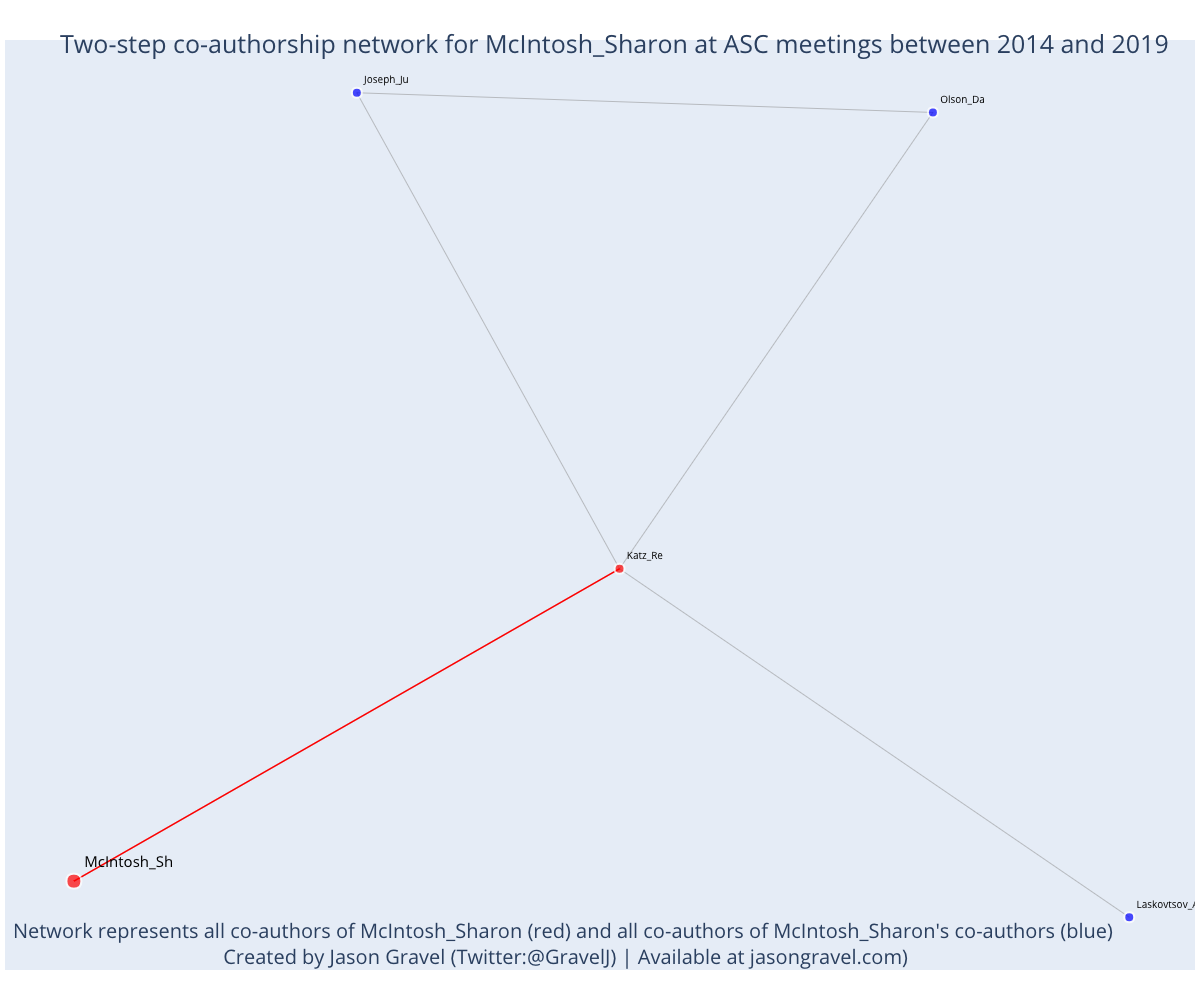 Two-step co-authorship network for McIntosh_Sharon at ASC meetings between 2014 and 2019
Joseph_Ju
Olson_Da
Katz_Re
McIntosh_Sh
Laskovtsov_A
Network represents all co-authors of McIntosh_Sharon (red) and all co-authors of McIntosh_Sharon's co-authors (blue)
Created by Jason Gravel (Twitter:@GravelJ) | Available at jasongravel.com)